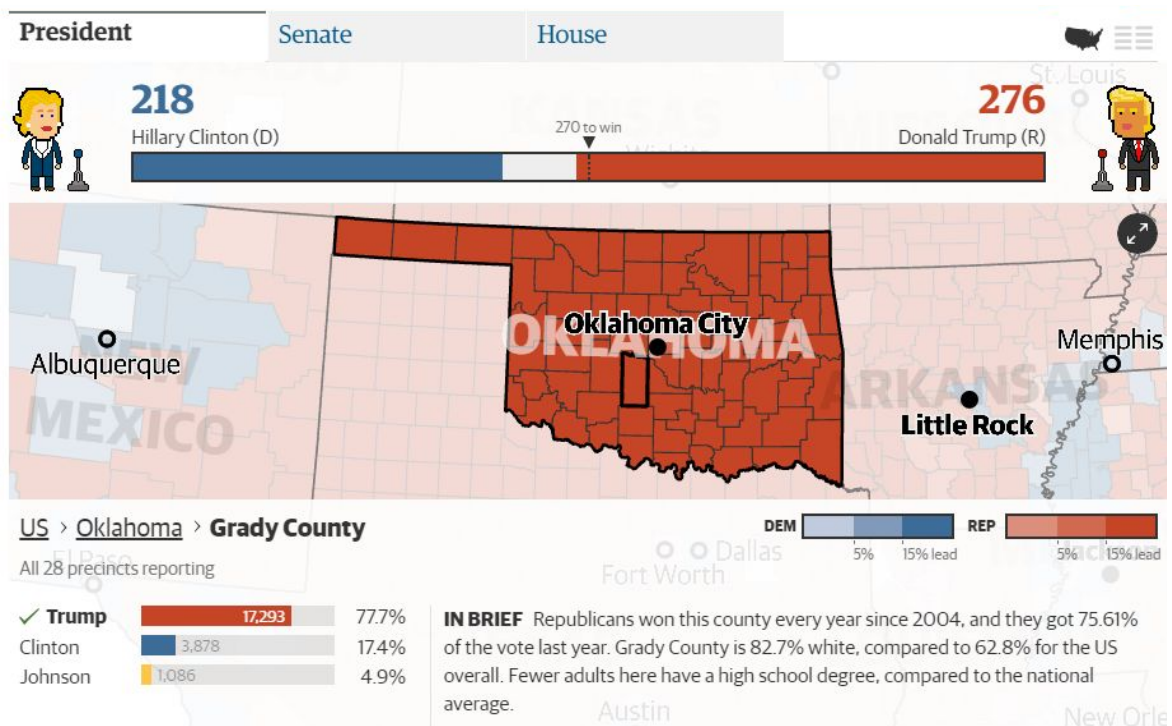 President
Senate
House
St. Louis
218
276
Hillary Clinton (D)
270 to win
Donald Trump (R)
KANSAS
Wichita
Oklahoma City
OKLAHOMA
Albuquerque
NEW
MEXICO
Memphis
ARKANSAS
Little Rock
US > Oklahoma > Grady County
DEM
REP
5%
15% lead
5%
15% lead
El Paso
Dallas
Fort Worth
Jackson
All 28 precincts reporting
✓ Trump 17,293 77.7%
Clinton 3,878 17.4%
Johnson 1,086 4.9%
IN BRIEF Republicans won this county every year since 2004, and they got 75.61%
of the vote last year. Grady County is 82.7% white, compared to 62.8% for the US
overall. Fewer adults here have a high school degree, compared to the national
average.
Austin
New Orle